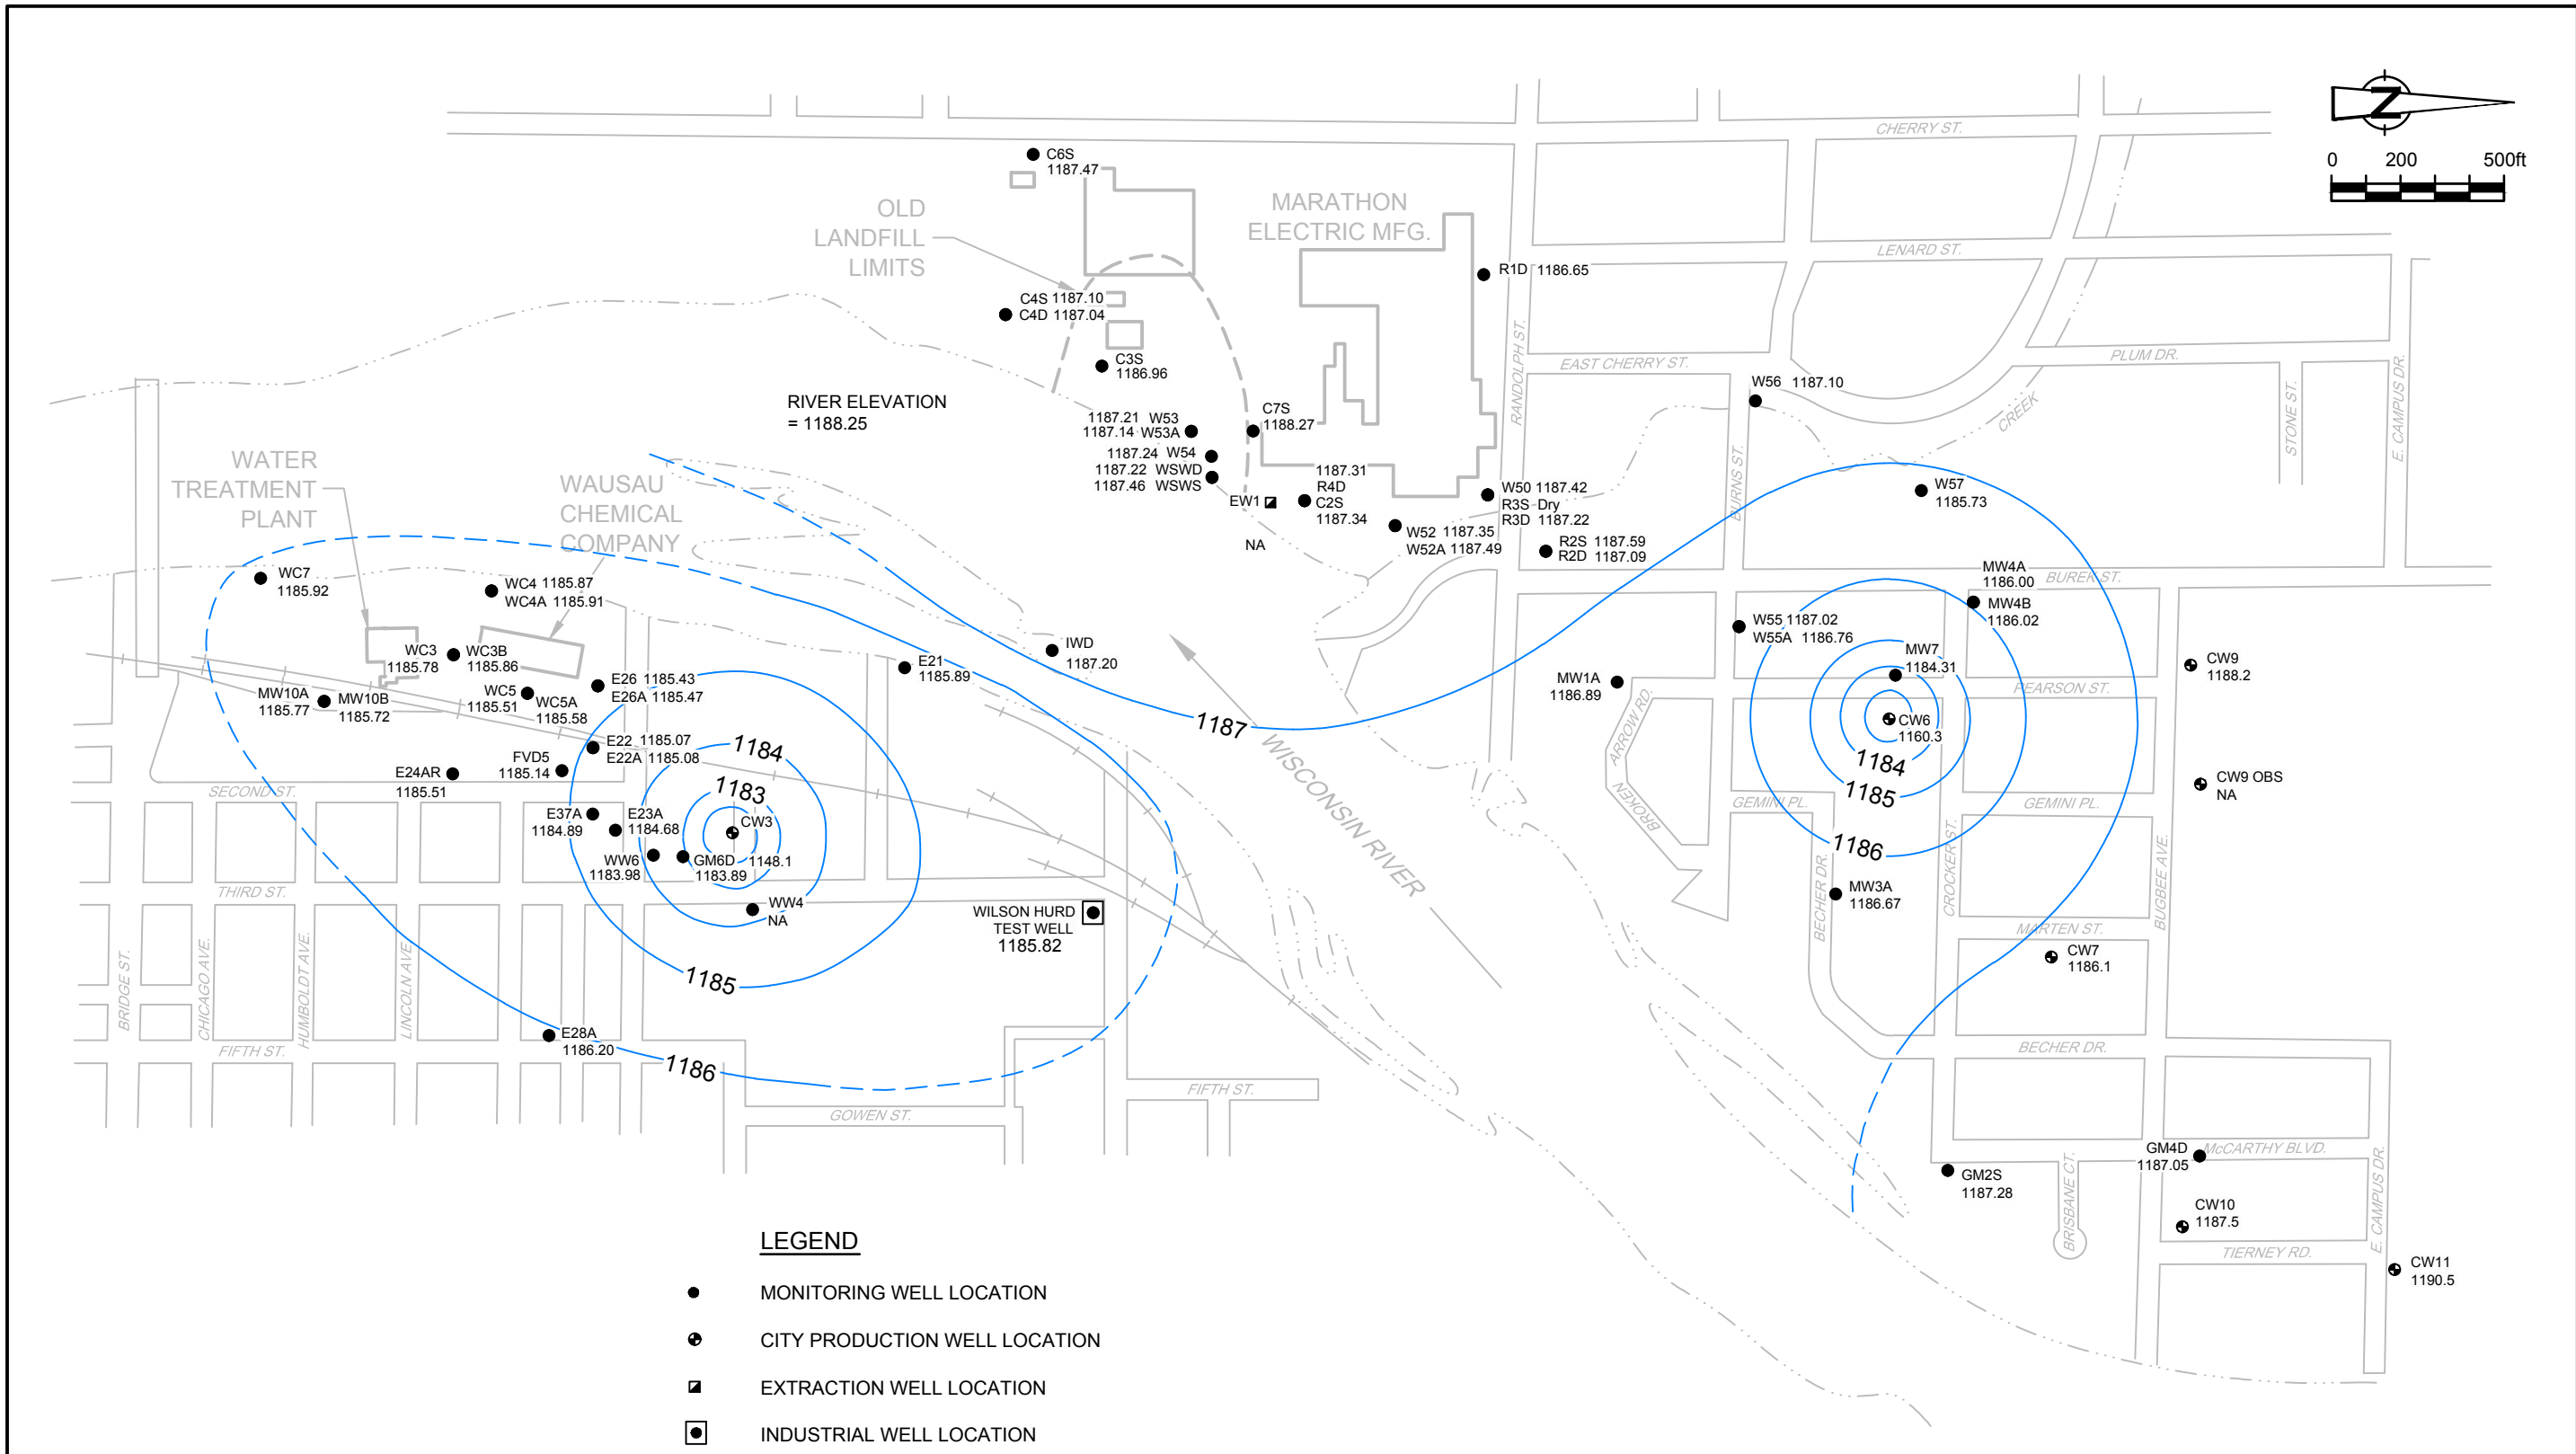 Z
0 200 500ft
CHERRY ST.
C6S
1187.47
OLD
LANDFILL
LIMITS
MARATHON
ELECTRIC MFG.
LENARD ST.
R1D 1186.65
C4S 1187.10
C4D 1187.04
RANDOLPH ST.
EAST CHERRY ST.
PLUM DR.
E. CAMPUS DR.
STONE ST.
C3S
1186.96
W56 1187.10
CREEK
RIVER ELEVATION
= 1188.25
C7S
1188.27
1187.21 W53
1187.14 W53A
1187.24 W54
1187.22 WSWD
1187.46 WSWS
1187.31
R4D
C2S
1187.34
EW1
NA
WATER
TREATMENT
PLANT
WAUSAU
CHEMICAL
COMPANY
W50 1187.42
R3S Dry
R3D 1187.22
W52 1187.35
W52A 1187.49
R2S 1187.59
R2D 1187.09
BURNS ST.
W57
1185.73
MW4A
1186.00
BUREK ST.
MW4B
1186.02
WC7
1185.92
WC4 1185.87
WC4A 1185.91
W55 1187.02
W55A 1186.76
MW7
1184.31
WC3
1185.78
WC3B
1185.86
IWD
1187.20
E21
1185.89
CW9
1188.2
MW1A
1186.89
PEARSON ST.
E26 1185.43
E26A 1185.47
MW10A
1185.77
MW10B
1185.72
WC5
1185.51
WC5A
1185.58
1187
WISCONSIN RIVER
ARROW RD.
BROKEN
CW6
1160.3
1184
1185
1186
E22 1185.07
E22A 1185.08
FVD5
1185.14
1184
1183
E24AR
1185.51
SECOND ST.
CW9 OBS
NA
GEMINI PL.
GEMINI PL.
E37A
1184.89
E23A
1184.68
CW3
1148.1
WW6
1183.98
GM6D
1183.89
CROCKER ST.
BECHER DR.
BUGBEE AVE.
THIRD ST.
MW3A
1186.67
WW4
NA
WILSON HURD
TEST WELL
1185.82
MARTEN ST.
CW7
1186.1
BRIDGE ST.
CHICAGO AVE.
HUMBOLDT AVE.
LINCOLN AVE.
1185
E28A
1186.20
FIFTH ST.
1186
BECHER DR.
FIFTH ST.
GOWEN ST.
GM4D
1187.05
McCARTHY BLVD.
GM2S
1187.28
BRISBANE CT.
E. CAMPUS DR.
CW10
1187.5
TIERNEY RD.
CW11
1190.5
LEGEND
MONITORING WELL LOCATION
CITY PRODUCTION WELL LOCATION
EXTRACTION WELL LOCATION
INDUSTRIAL WELL LOCATION